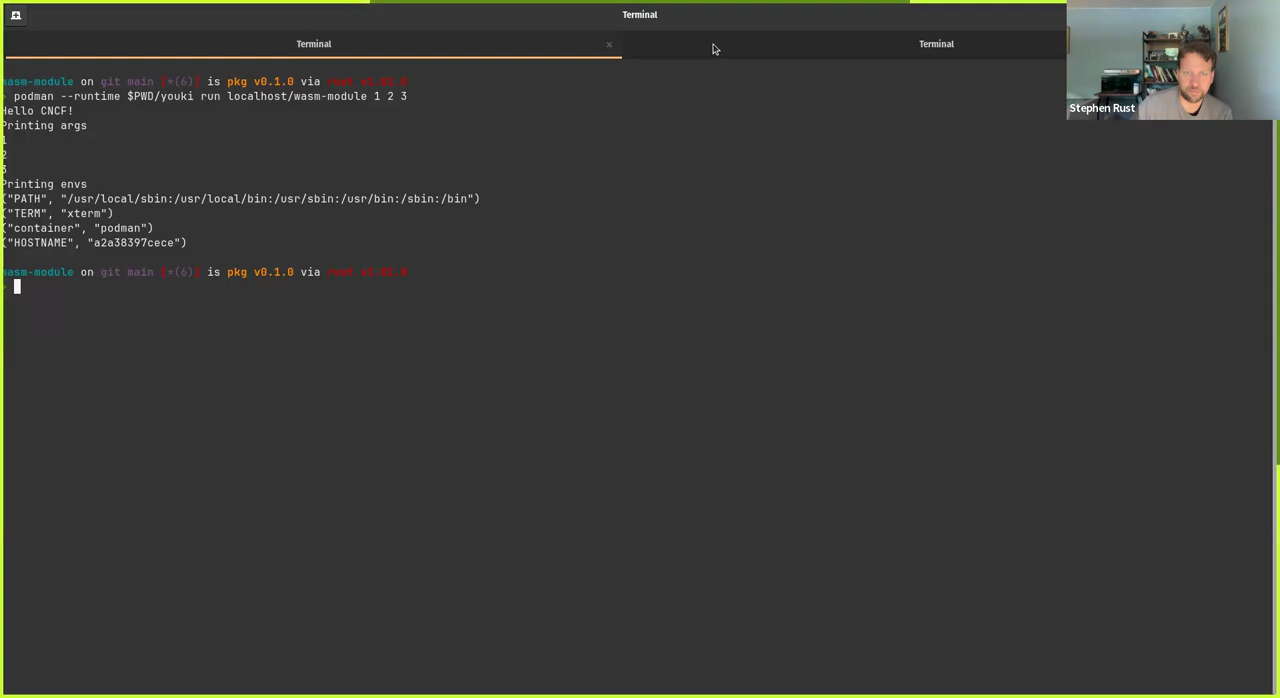 Terminal
Terminal
Terminal
Stephen Rust
wasm-module on git main [*(6)] is pkg v0.1.0 via
podman --runtime $PWD/youki run localhost/wasm-module 1 2 3
Hello CNCF!
Printing args
1
2
3
Printing envs
("PATH", "/usr/local/sbin:/usr/local/bin:/usr/sbin:/usr/bin:/sbin:/bin")
("TERM", "xterm")
("container", "podman")
("HOSTNAME", "a2a38397cece")
wasm-module on git main [*(6)] is pkg v0.1.0 via